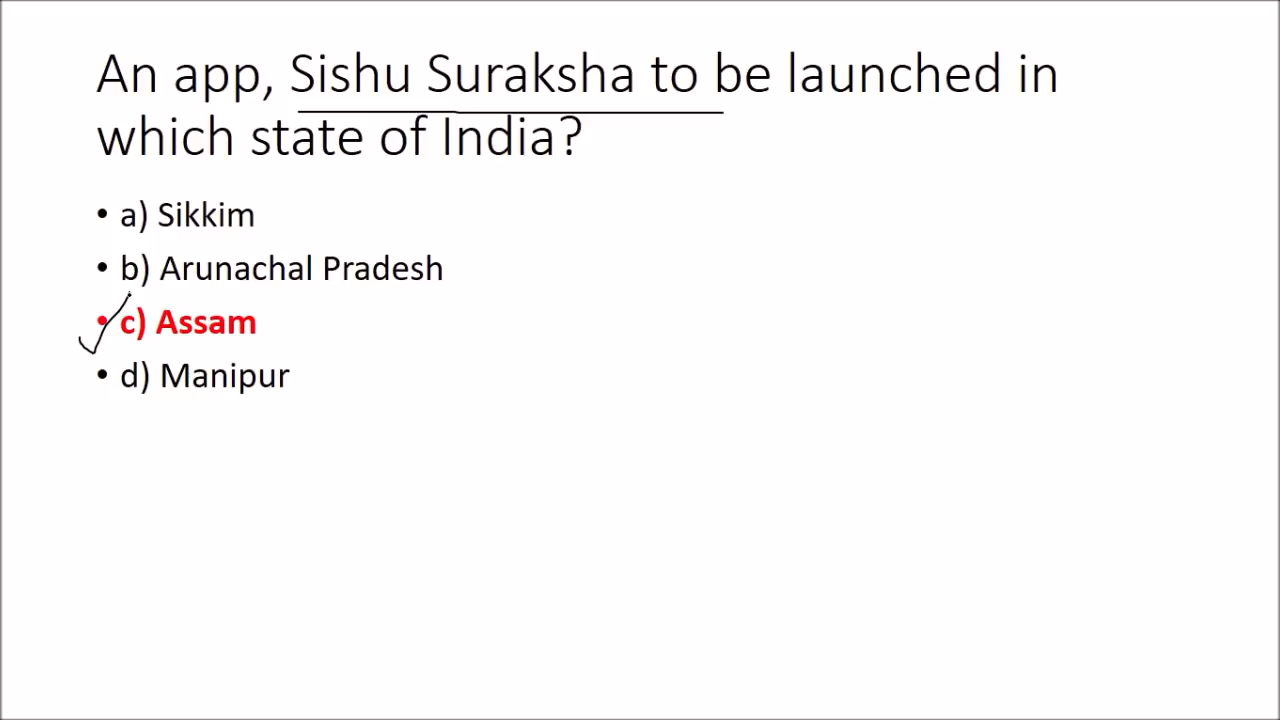 An app, Sishu Suraksha to be launched in
which state of India?
• a) Sikkim
• b) Arunachal Pradesh
• c) Assam
• d) Manipur